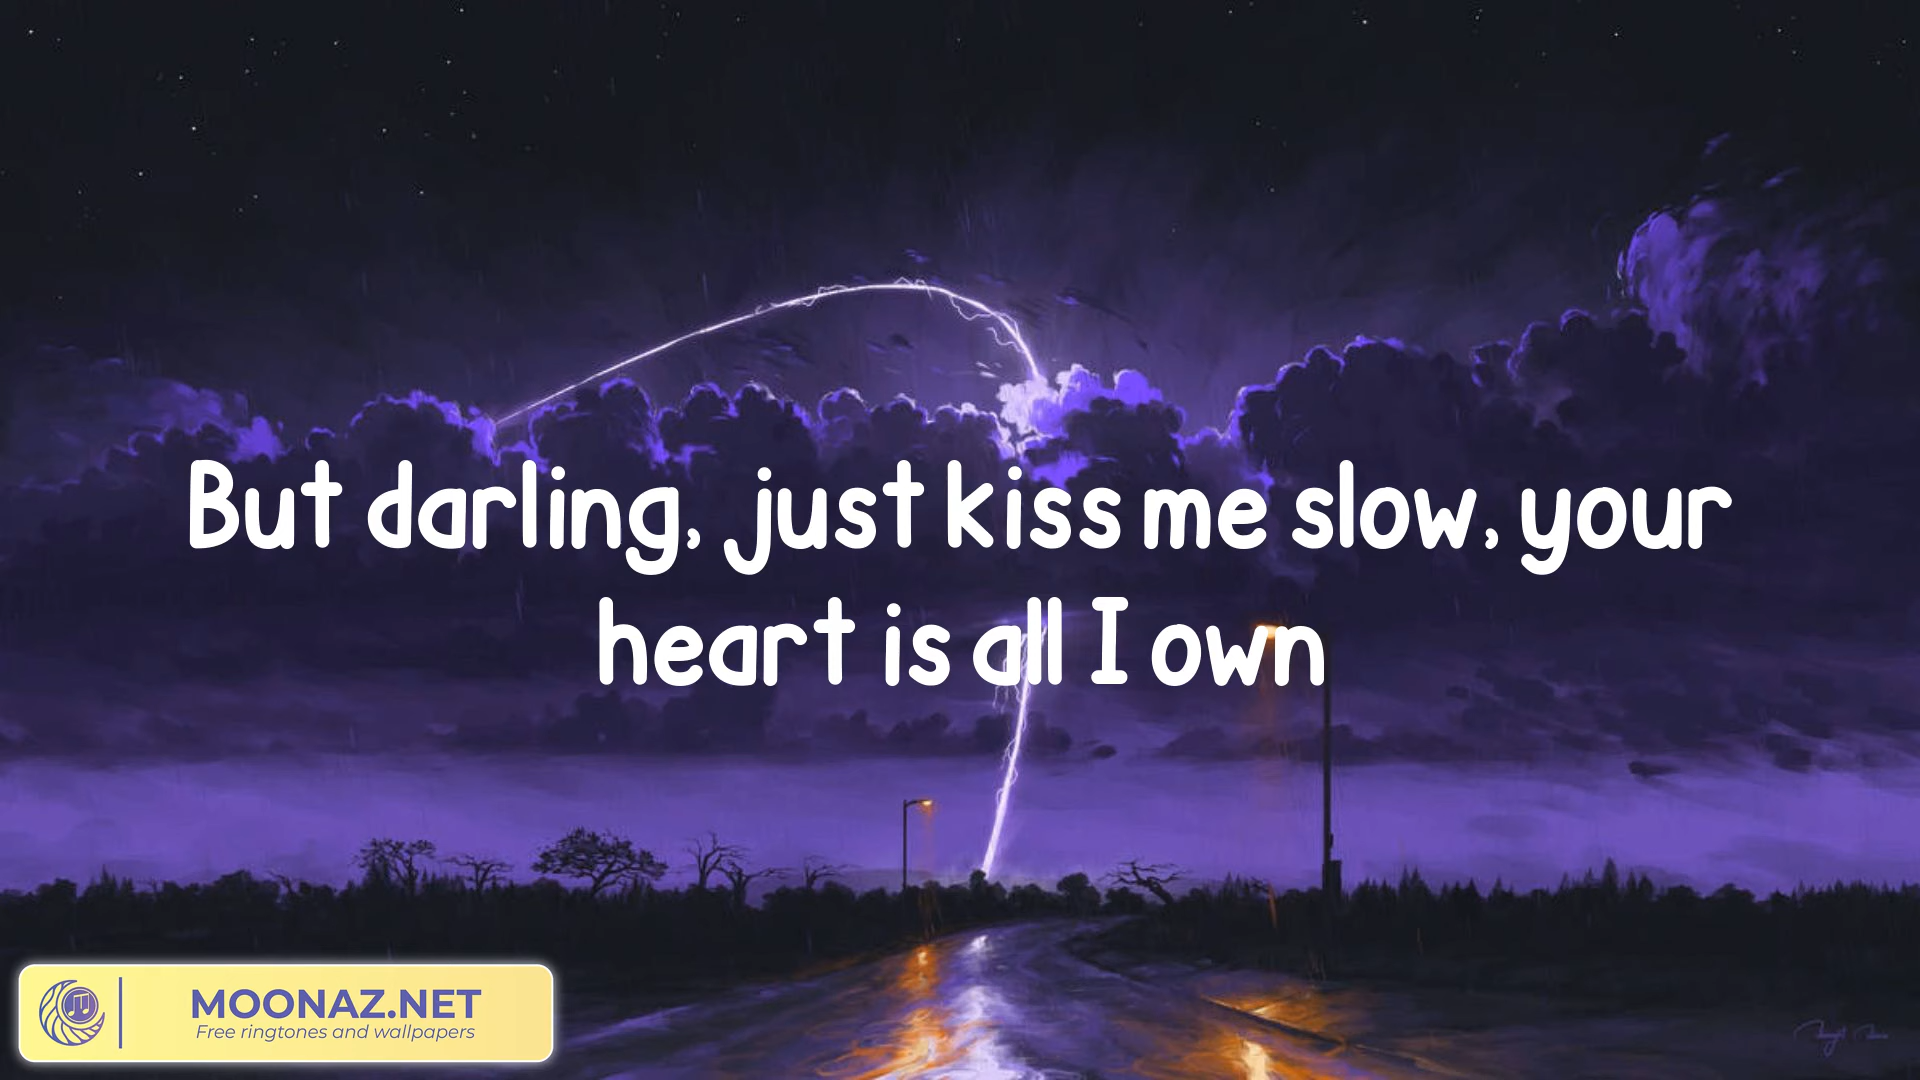 But darling, just kiss me slow, your
heart is all I own
MOONAZ.NET
Free ringtones and wallpapers